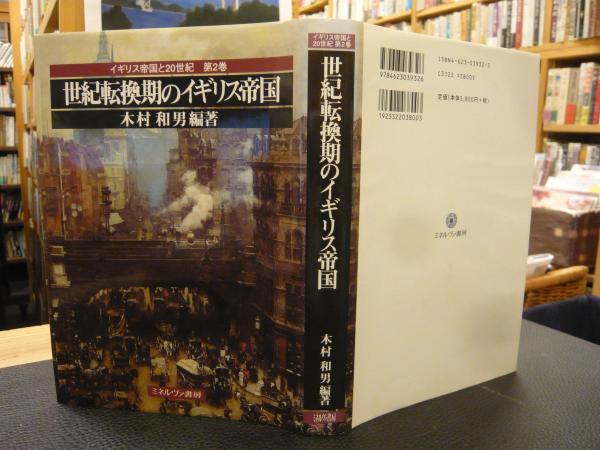 イギリス帝国と20世紀 第2巻
世紀転換期のイギリス帝国
木村 和男編著
ミネルヴァ書房
イギリス帝国と
20世紀 第2巻
世紀転換期のイギリス帝国
木村 和男編著
ミネルヴァ書房
9784623039326
1923322038003
ISBN4-623-03932-3
C3322 ¥3800E
定価(本体3,800円+税)
ミネルヴァ書房